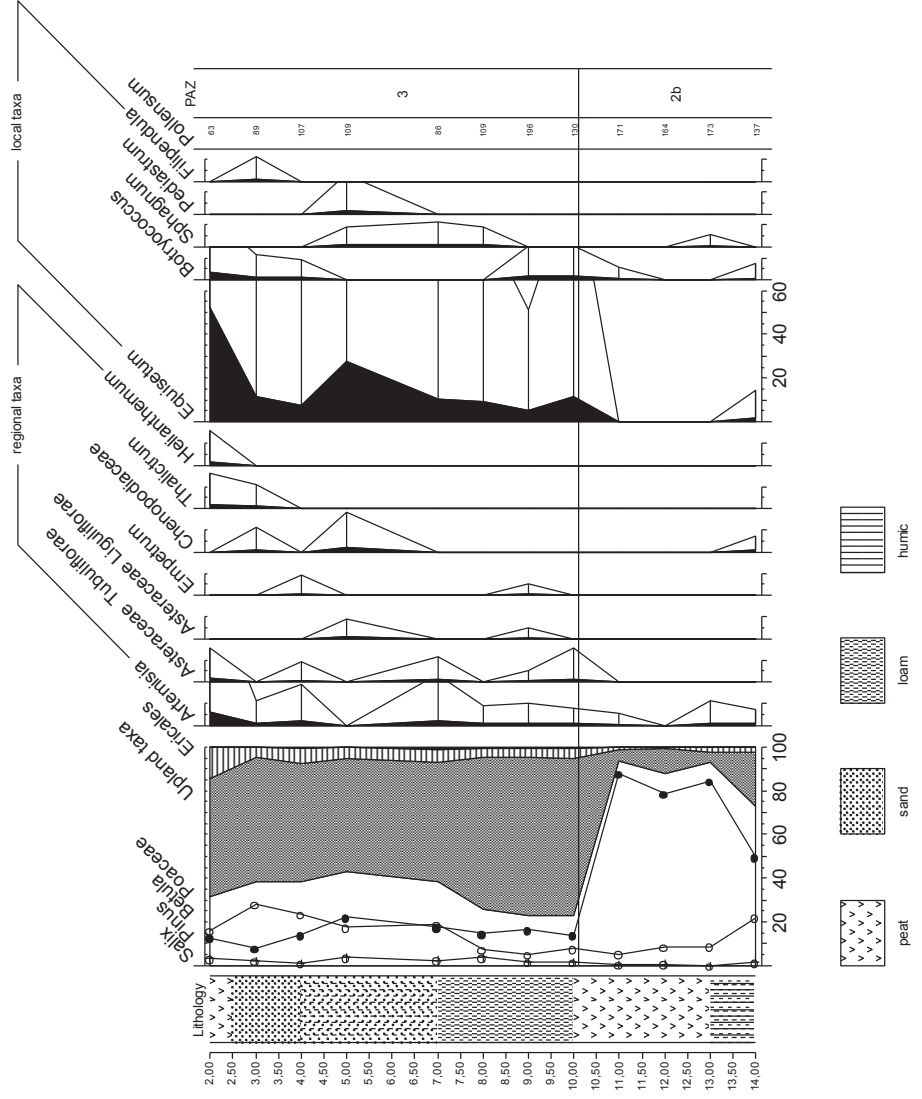 local taxa
regional taxa
Lithology
Salix
Pinus
Betula
Poaceae
Upland taxa
Ericales
Artemisia
Asteraceae Tubuliflorae
Asteraceae Liguliflorae
Empetrum
Chenopodiaceae
Thalictrum
Helianthemum
Equisetum
Botryococcus
Sphagnum
Pediastrum
Filipendula
Pollensum
PAZ
2,00
2,50
3,00
3,50
4,00
4,50
5,00
5,50
6,00
6,50
7,00
7,50
8,00
8,50
9,00
9,50
10,00
10,50
11,00
11,50
12,00
12,50
13,00
13,50
14,00
63
89
107
109
86
109
196
130
171
164
173
137
3
2b
20
40
60
80
100
20
40
60
peat
sand
loam
humic